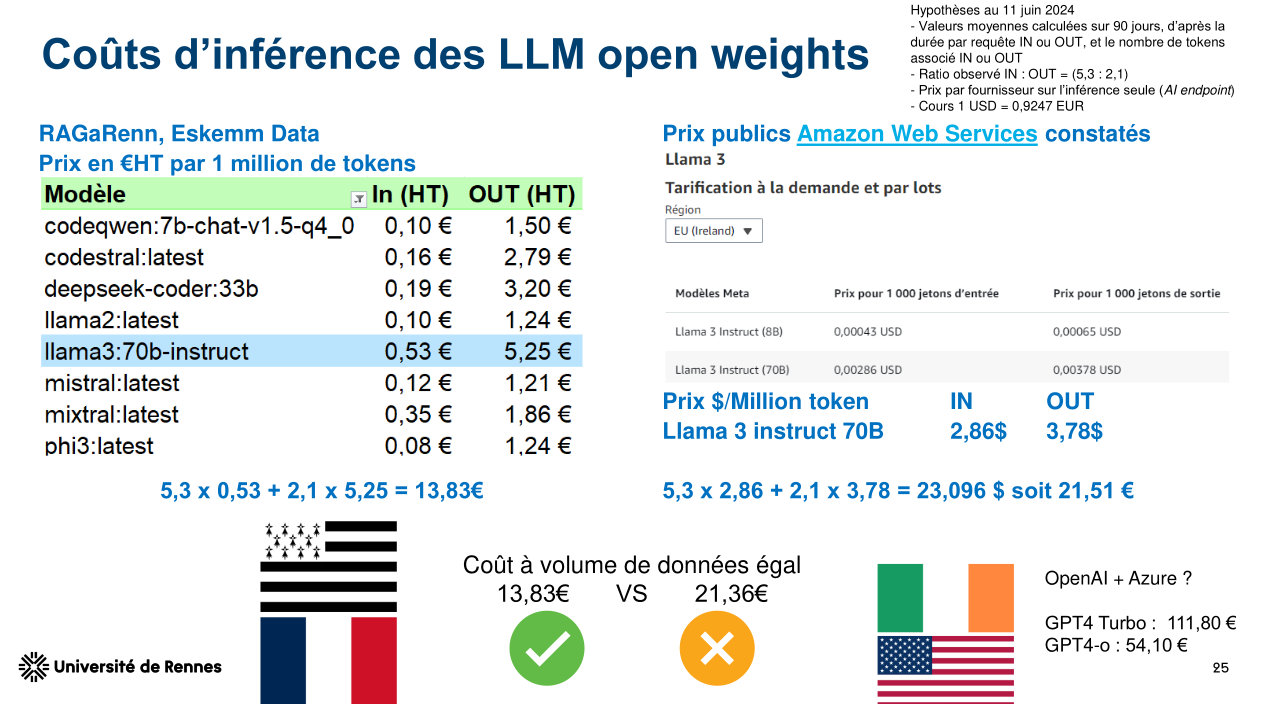 Coûts d’inférence des LLM open weights
Hypothèses au 11 juin 2024
- Valeurs moyennes calculées sur 90 jours, d’après la
durée par requête IN ou OUT, et le nombre de tokens
associé IN ou OUT
- Ratio observé IN : OUT = (5,3 : 2,1)
- Prix par fournisseur sur l’inférence seule (AI endpoint)
- Cours 1 USD = 0,9247 EUR
RAGaRenn, Eskemm Data
Prix en €HT par 1 million de tokens
Modèle In (HT) OUT (HT)
codeqwen:7b-chat-v1.5-q4_0 0,10 € 1,50 €
codestral:latest 0,16 € 2,79 €
deepseek-coder:33b 0,19 € 3,20 €
llama2:latest 0,10 € 1,24 €
llama3:70b-instruct 0,53 € 5,25 €
mistral:latest 0,12 € 1,21 €
mixtral:latest 0,35 € 1,86 €
phi3:latest 0,08 € 1,24 €
5,3 x 0,53 + 2,1 x 5,25 = 13,83€
Prix publics Amazon Web Services constatés
Llama 3
Tarification à la demande et par lots
Région
EU (Ireland)
Modèles Meta Prix pour 1 000 jetons d’entrée Prix pour 1 000 jetons de sortie
Llama 3 Instruct (8B) 0,00043 USD 0,00065 USD
Llama 3 Instruct (70B) 0,00286 USD 0,00378 USD
Prix $/Million token IN OUT
Llama 3 instruct 70B 2,86$ 3,78$
5,3 x 2,86 + 2,1 x 3,78 = 23,096 $ soit 21,51 €
Coût à volume de données égal
13,83€ VS 21,36€
OpenAI + Azure ?
GPT4 Turbo : 111,80 €
GPT4-o : 54,10 €
Université de Rennes
25